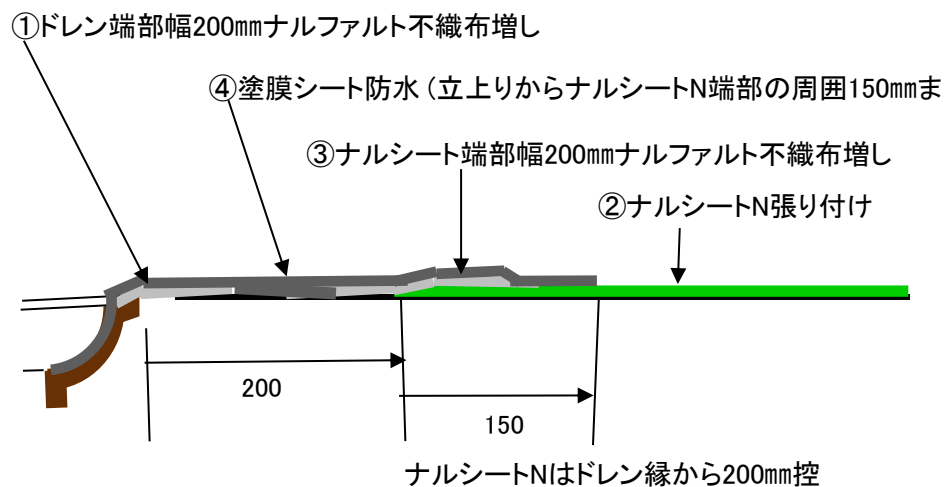 ①ドレン端部幅200㎜ナルファルト不織布増し
④塗膜シート防水（立上りからナルシートN端部の周囲150㎜ま
③ナルシート端部幅200㎜ナルファルト不織布増し
②ナルシートN張り付け
200
150
ナルシートNはドレン縁から200㎜控